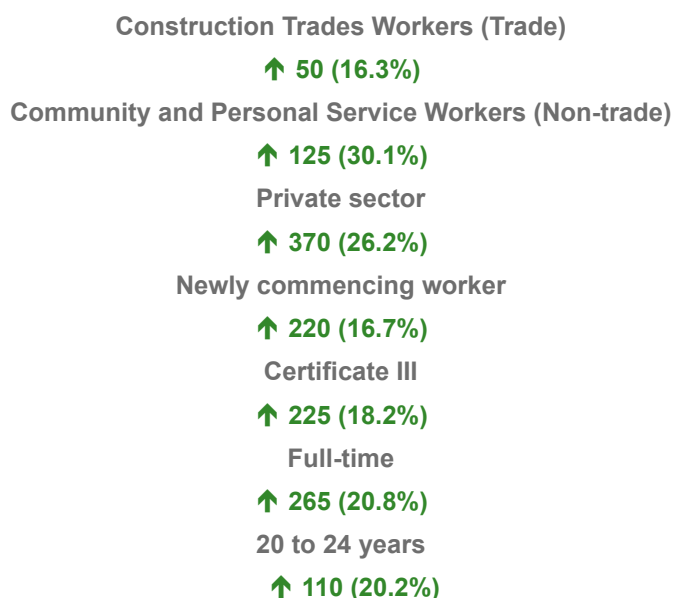 Construction Trades Workers (Trade)
↑ 50 (16.3%)
Community and Personal Service Workers (Non-trade)
↑ 125 (30.1%)
Private sector
↑ 370 (26.2%)
Newly commencing worker
↑ 220 (16.7%)
Certificate III
↑ 225 (18.2%)
Full-time
↑ 265 (20.8%)
20 to 24 years
↑ 110 (20.2%)